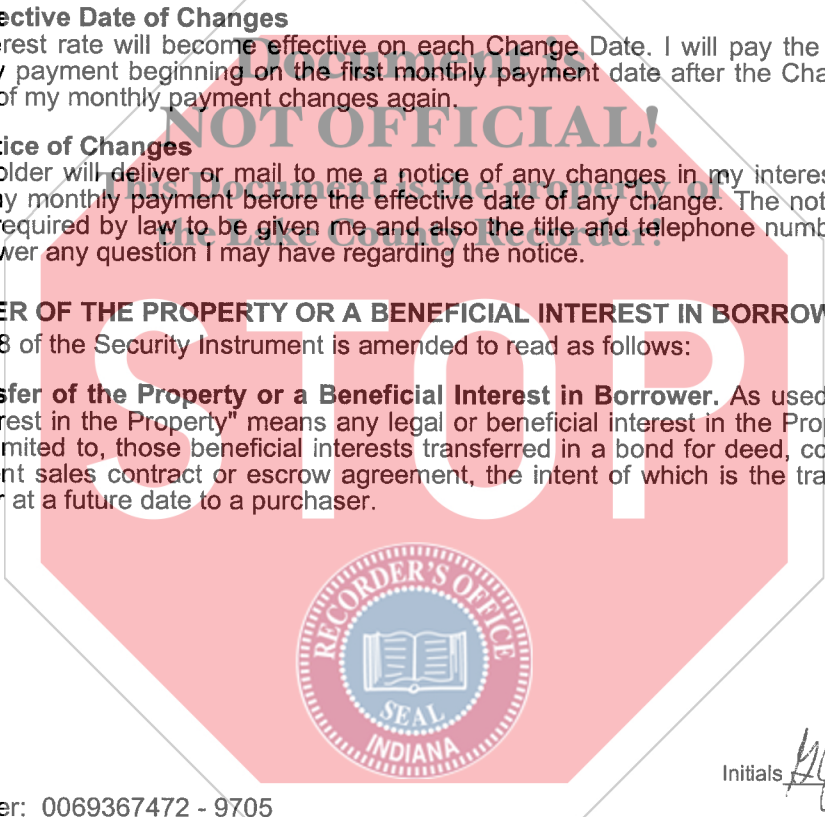 ective Date of Changes
rest rate will become effective on each Change Date. I will pay the
y payment beginning on the first monthly payment date after the Cha
of my monthly payment changes again.
ice of Changes
older will deliver or mail to me a notice of any changes in my interes
y monthly payment before the effective date of any change. The not
required by law to be given me and also the title and telephone numb
wer any question I may have regarding the notice.
ER OF THE PROPERTY OR A BENEFICIAL INTEREST IN BORROW
8 of the Security Instrument is amended to read as follows:
sfer of the Property or a Beneficial Interest in Borrower. As used
rest in the Property" means any legal or beneficial interest in the Prop
mited to, those beneficial interests transferred in a bond for deed, co
nt sales contract or escrow agreement, the intent of which is the tra
r at a future date to a purchaser.
Document is
NOT OFFICIAL!
This Document is the property of
the Lake County Recorder!
STOP
RECORDER'S OFFICE
SEAL
INDIANA
Initials
er: 0069367472 - 9705